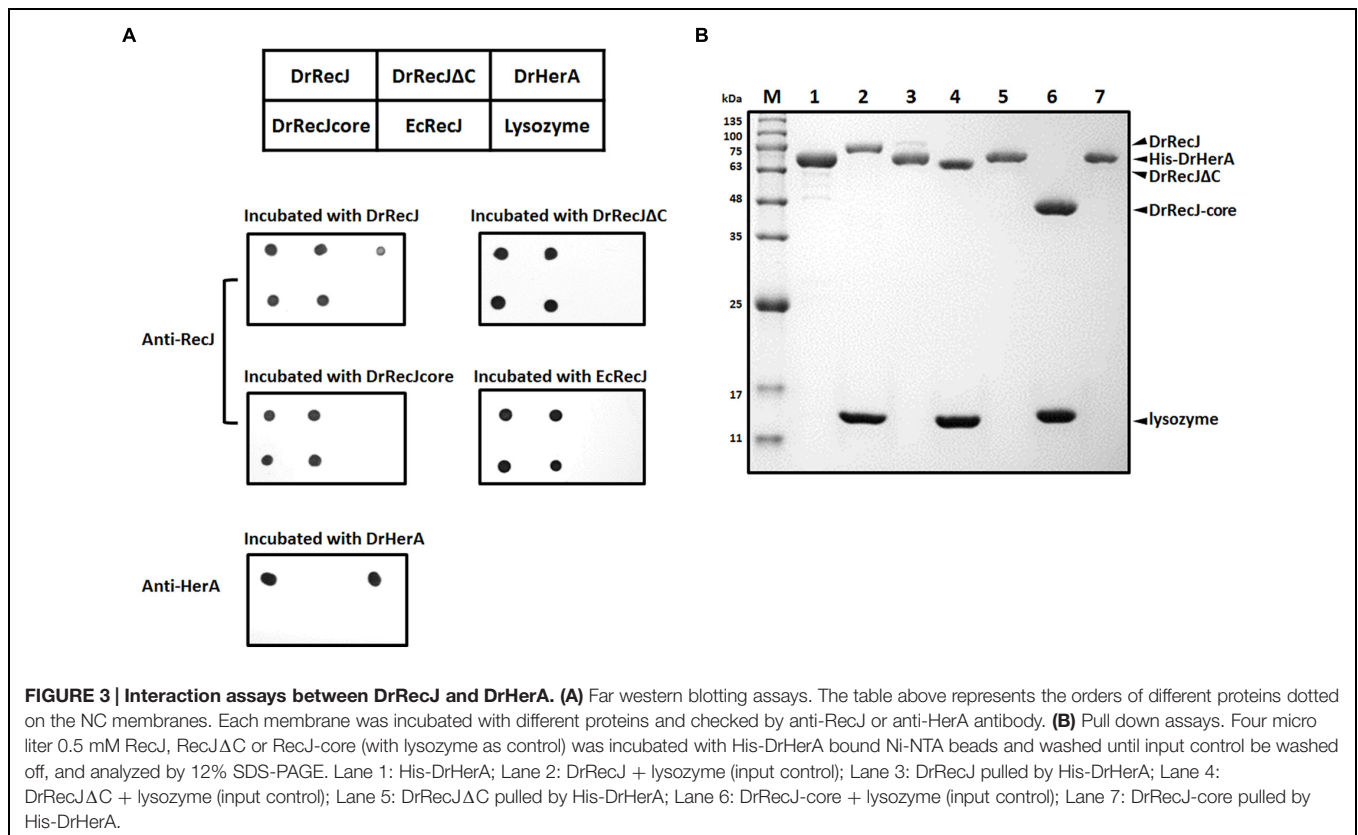 A
DrRecJ DrRecJΔC DrHerA
DrRecJcore EcRecJ Lysozyme
Incubated with DrRecJ
Incubated with DrRecJΔC
Anti-RecJ
Incubated with DrRecJcore
Incubated with EcRecJ
Incubated with DrHerA
Anti-HerA
B
kDa M 1 2 3 4 5 6 7
135
100
75
63
48
35
25
17
11
DrRecJ
His-DrHerA
DrRecJΔC
DrRecJ-core
lysozyme
FIGURE 3 | Interaction assays between DrRecJ and DrHerA. (A) Far western blotting assays. The table above represents the orders of different proteins dotted
on the NC membranes. Each membrane was incubated with different proteins and checked by anti-RecJ or anti-HerA antibody. (B) Pull down assays. Four micro
liter 0.5 mM RecJ, RecJΔC or RecJ-core (with lysozyme as control) was incubated with His-DrHerA bound Ni-NTA beads and washed until input control be washed
off, and analyzed by 12% SDS-PAGE. Lane 1: His-DrHerA; Lane 2: DrRecJ + lysozyme (input control); Lane 3: DrRecJ pulled by His-DrHerA; Lane 4:
DrRecJΔC + lysozyme (input control); Lane 5: DrRecJΔC pulled by His-DrHerA; Lane 6: DrRecJ-core + lysozyme (input control); Lane 7: DrRecJ-core pulled by
His-DrHerA.